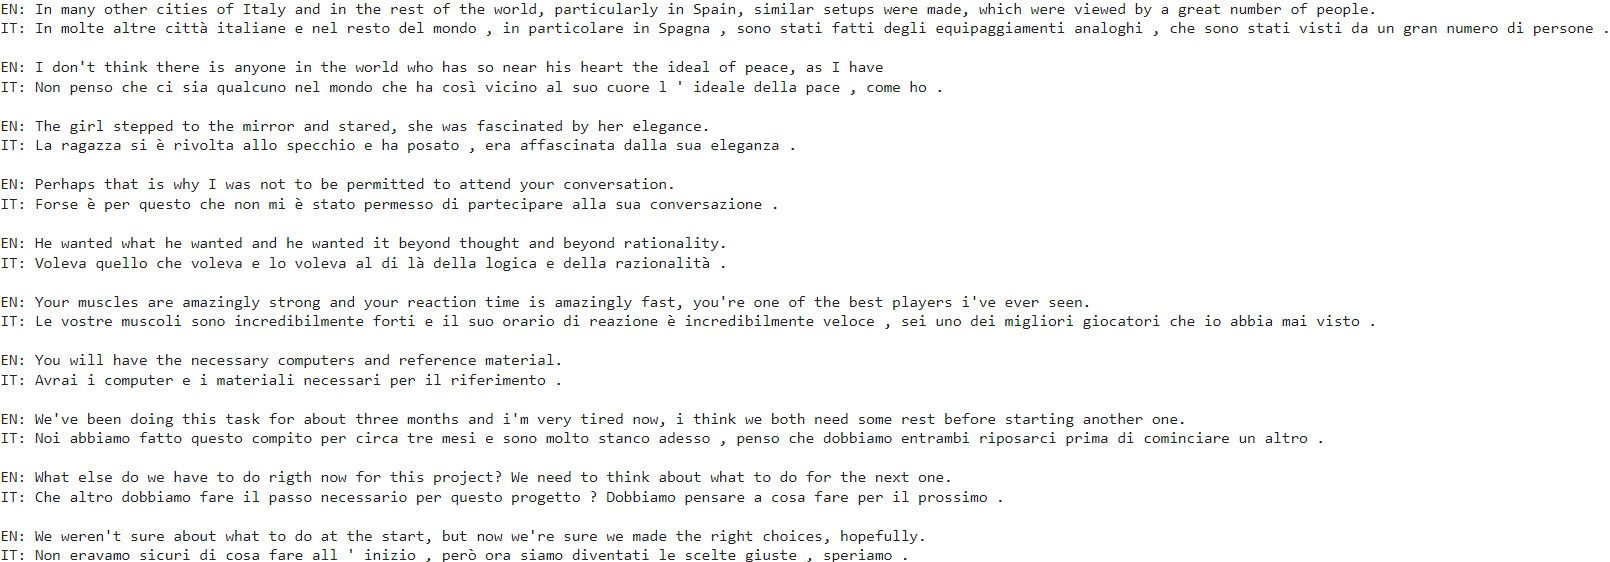 EN: In many other cities of Italy and in the rest of the world, particularly in Spain, similar setups were made, which were viewed by a great number of people.
IT: In molte altre città italiane e nel resto del mondo , in particolare in Spagna , sono stati fatti degli equipaggiamenti analoghi , che sono stati visti da un gran numero di persone .
EN: I don't think there is anyone in the world who has so near his heart the ideal of peace, as I have
IT: Non penso che ci sia qualcuno nel mondo che ha così vicino al suo cuore l ' ideale della pace , come ho .
EN: The girl stepped to the mirror and stared, she was fascinated by her elegance.
IT: La ragazza si è rivolta allo specchio e ha posato , era affascinata dalla sua eleganza .
EN: Perhaps that is why I was not to be permitted to attend your conversation.
IT: Forse è per questo che non mi è stato permesso di partecipare alla sua conversazione .
EN: He wanted what he wanted and he wanted it beyond thought and beyond rationality.
IT: Voleva quello che voleva e lo voleva al di là della logica e della razionalità .
EN: Your muscles are amazingly strong and your reaction time is amazingly fast, you're one of the best players i've ever seen.
IT: Le vostre muscoli sono incredibilmente forti e il suo orario di reazione è incredibilmente veloce , sei uno dei migliori giocatori che io abbia mai visto .
EN: You will have the necessary computers and reference material.
IT: Avrai i computer e i materiali necessari per il riferimento .
EN: We've been doing this task for about three months and i'm very tired now, i think we both need some rest before starting another one.
IT: Noi abbiamo fatto questo compito per circa tre mesi e sono molto stanco adesso , penso che dobbiamo entrambi riposarci prima di cominciare un altro .
EN: What else do we have to do rigth now for this project? We need to think about what to do for the next one.
IT: Che altro dobbiamo fare il passo necessario per questo progetto ? Dobbiamo pensare a cosa fare per il prossimo .
EN: We weren't sure about what to do at the start, but now we're sure we made the right choices, hopefully.
IT: Non eravamo sicuri di cosa fare all ' inizio , però ora siamo diventati le scelte giuste , speriamo .